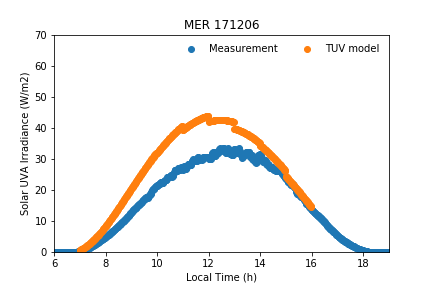 MER 171206
Measurement
TUV model
Solar UVA Irradiance (W/m2)
70
60
50
40
30
20
10
0
6 8 10 12 14 16 18
Local Time (h)